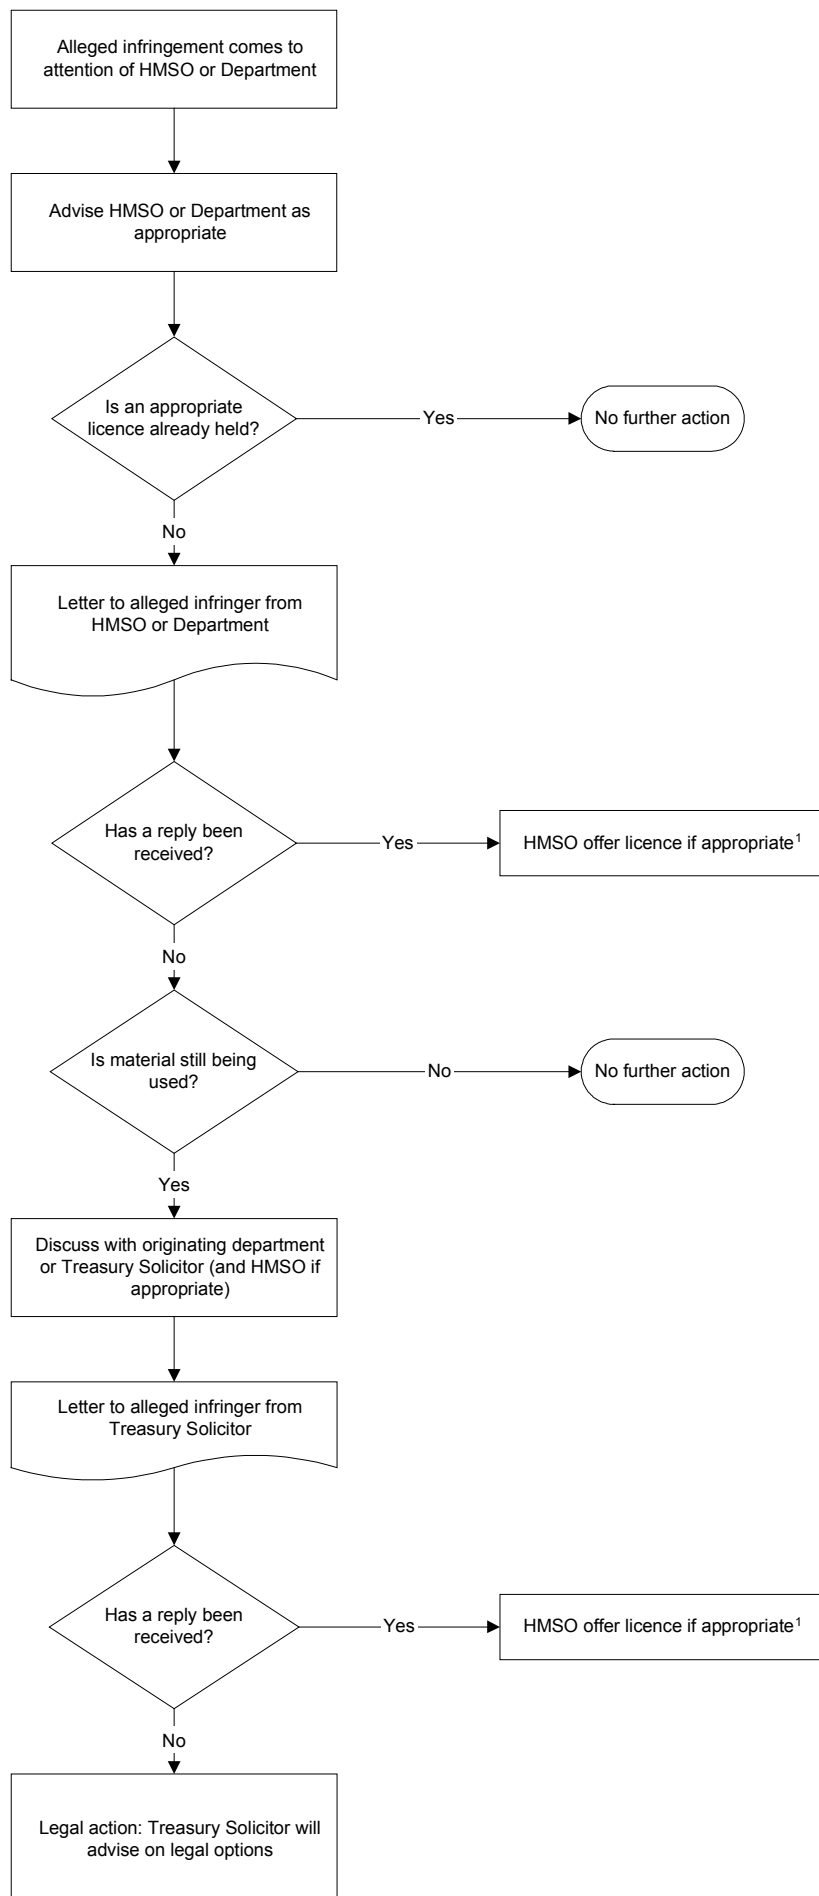 Alleged infringement comes to
attention of HMSO or Department
Advise HMSO or Department as
appropriate
Is an appropriate
licence already held?
Yes
No further action
No
Letter to alleged infringer from
HMSO or Department
Has a reply been
received?
Yes
HMSO offer licence if appropriate¹
No
Is material still being
used?
No
No further action
Yes
Discuss with originating department
or Treasury Solicitor (and HMSO if
appropriate)
Letter to alleged infringer from
Treasury Solicitor
Has a reply been
received?
Yes
HMSO offer licence if appropriate¹
No
Legal action: Treasury Solicitor will
advise on legal options